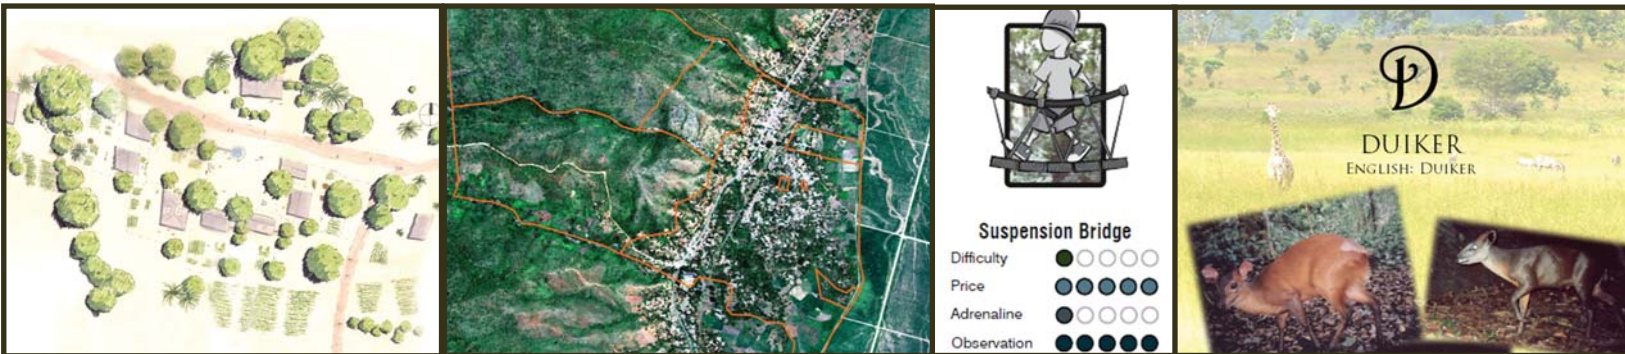 Suspension Bridge
Difficulty
Price
Adrenaline
Observation
D
DUIKER
ENGLISH: DUIKER